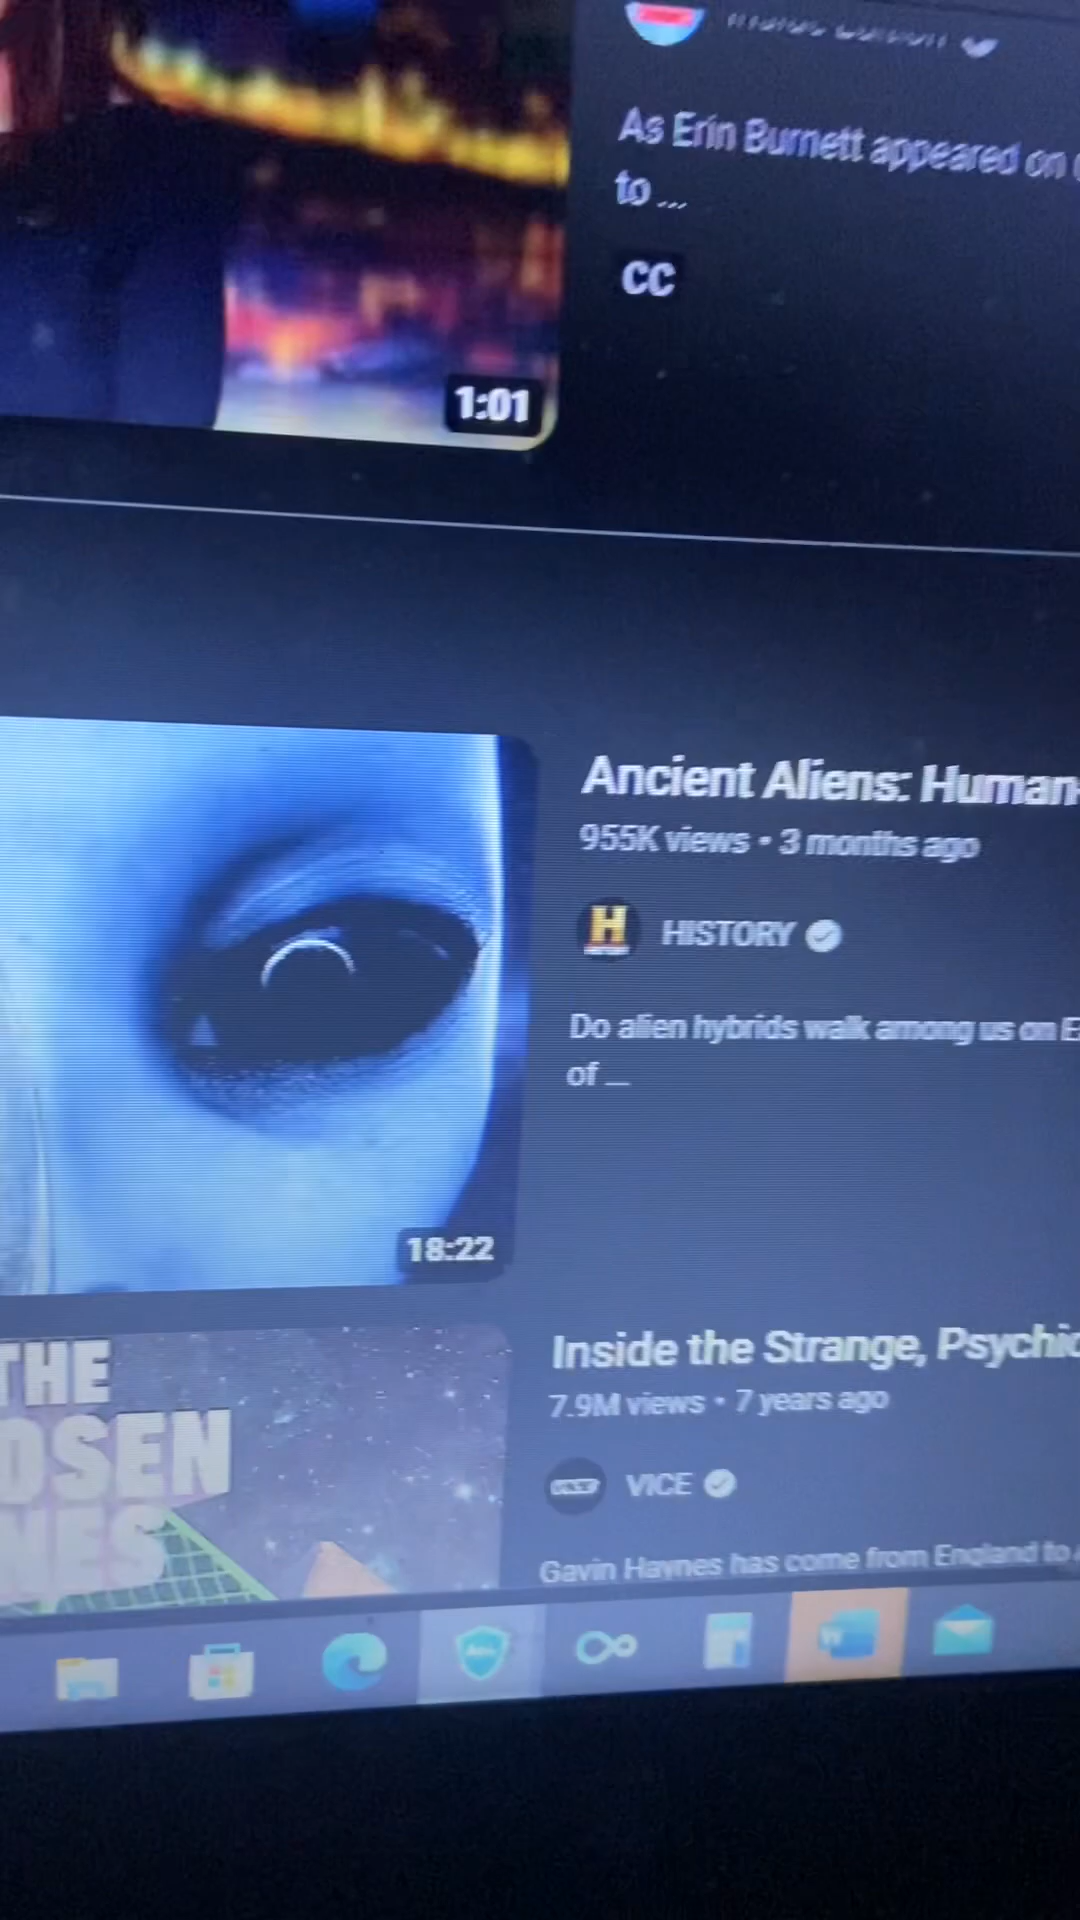 As Erin Burnett appeared on
to ...
CC
1:01
Ancient Aliens: Human-
955K views • 3 months ago
H HISTORY
Do alien hybrids walk among us on E
of ...
18:22
THE
OSEN
NES
Inside the Strange, Psychic
7.9M views • 7 years ago
VICE
Gavin Haynes has come from England to
W